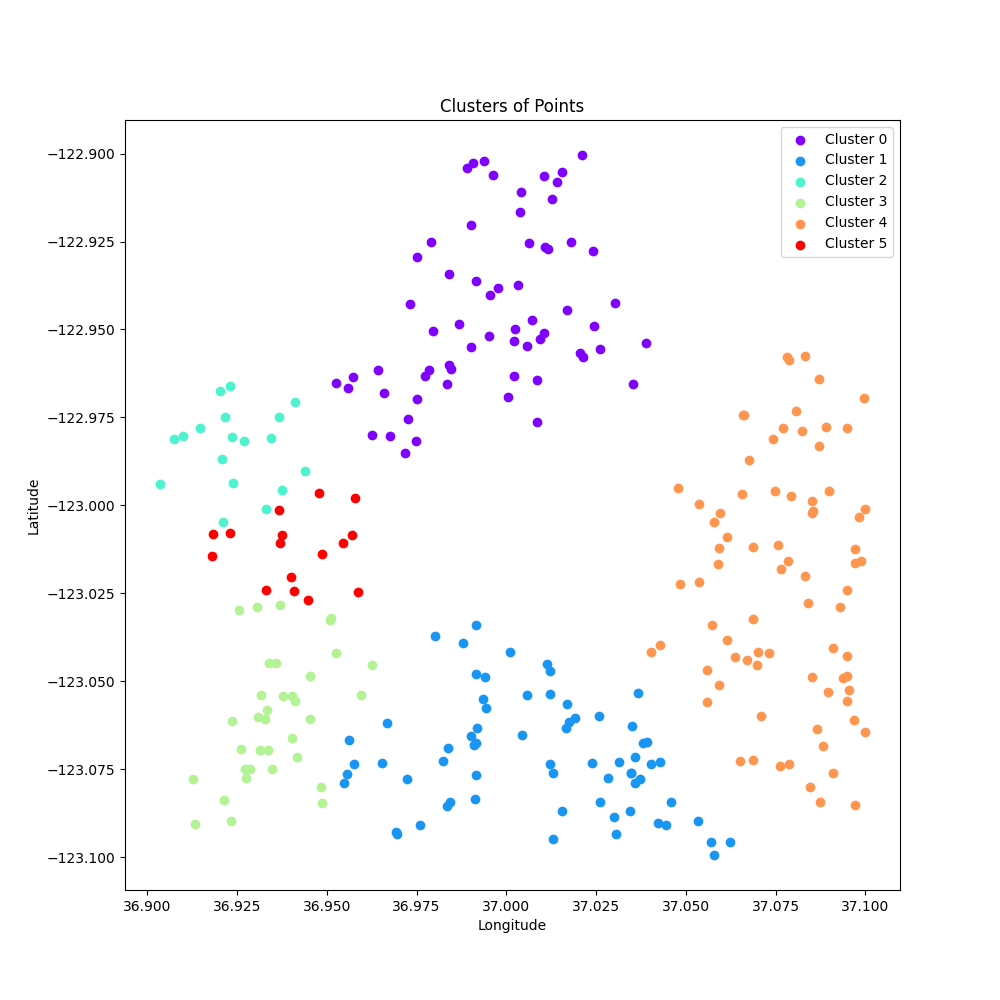 Clusters of Points
Cluster 0
Cluster 1
Cluster 2
Cluster 3
Cluster 4
Cluster 5
Latitude
−122.900
−122.925
−122.950
−122.975
−123.000
−123.025
−123.050
−123.075
−123.100
36.900 36.925 36.950 36.975 37.000 37.025 37.050 37.075 37.100
Longitude